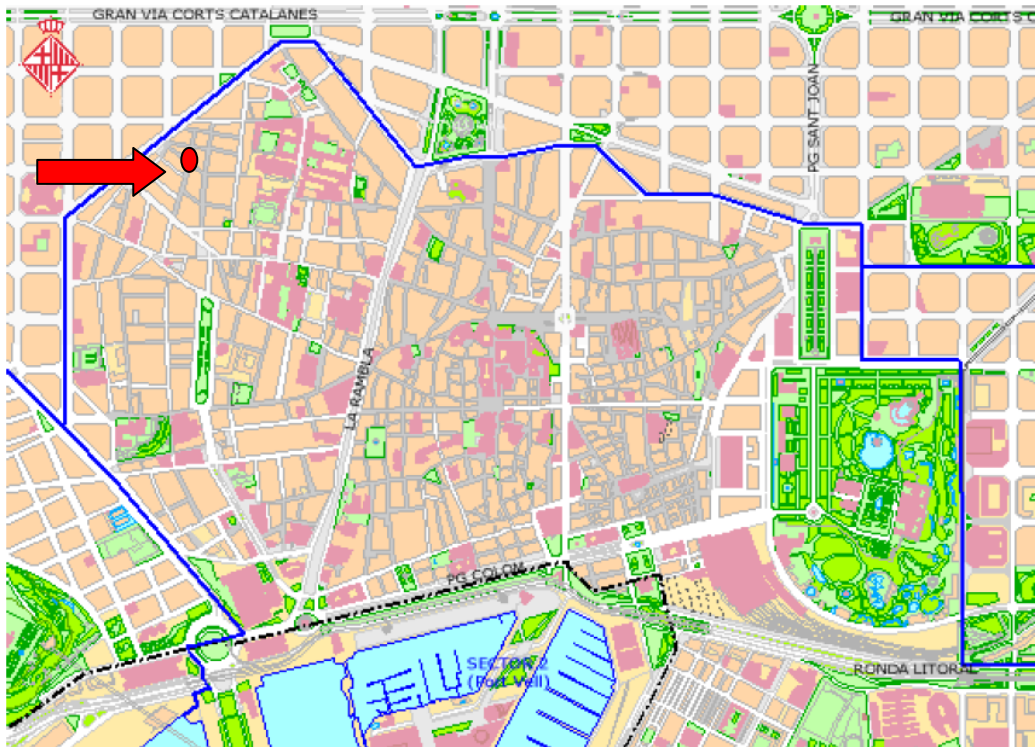 GRAN VIA CORTS CATALANES
GRAN VIA CORTS C
PG SANT JOAN
LA RAMBLA
PG COLOM
SECTOR 2
(Port Vell)
RONDA LITORAL